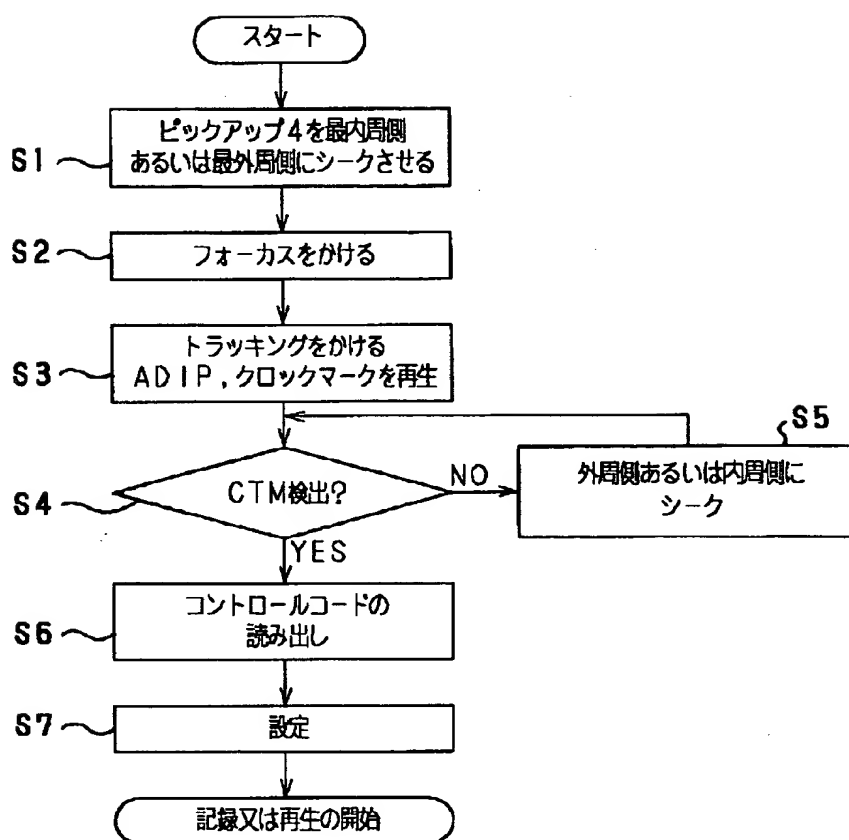 スタート
S1
ピックアップ4を最内周側
あるいは最外周側にシークさせる
S2
フォーカスをかける
S3
トラッキングをかける
ADIP,クロックマークを再生
S4
CTM検出?
NO
S5
外周側あるいは内周側に
シーク
YES
S6
コントロールコードの
読み出し
S7
設定
記録又は再生の開始